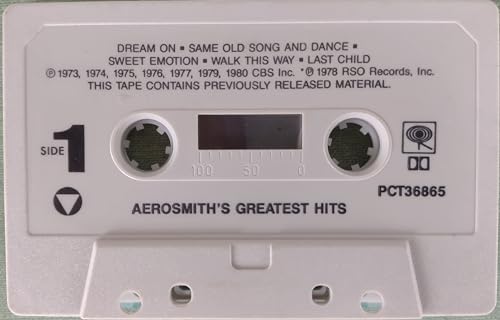 DREAM ON ▪ SAME OLD SONG AND DANCE ▪
SWEET EMOTION ▪ WALK THIS WAY ▪ LAST CHILD
℗ 1973, 1974, 1975, 1976, 1977, 1979, 1980 CBS Inc. *℗ 1978 RSO Records, Inc.
THIS TAPE CONTAINS PREVIOUSLY RELEASED MATERIAL.
SIDE 1
100 50 0
PCT36865
AEROSMITH'S GREATEST HITS